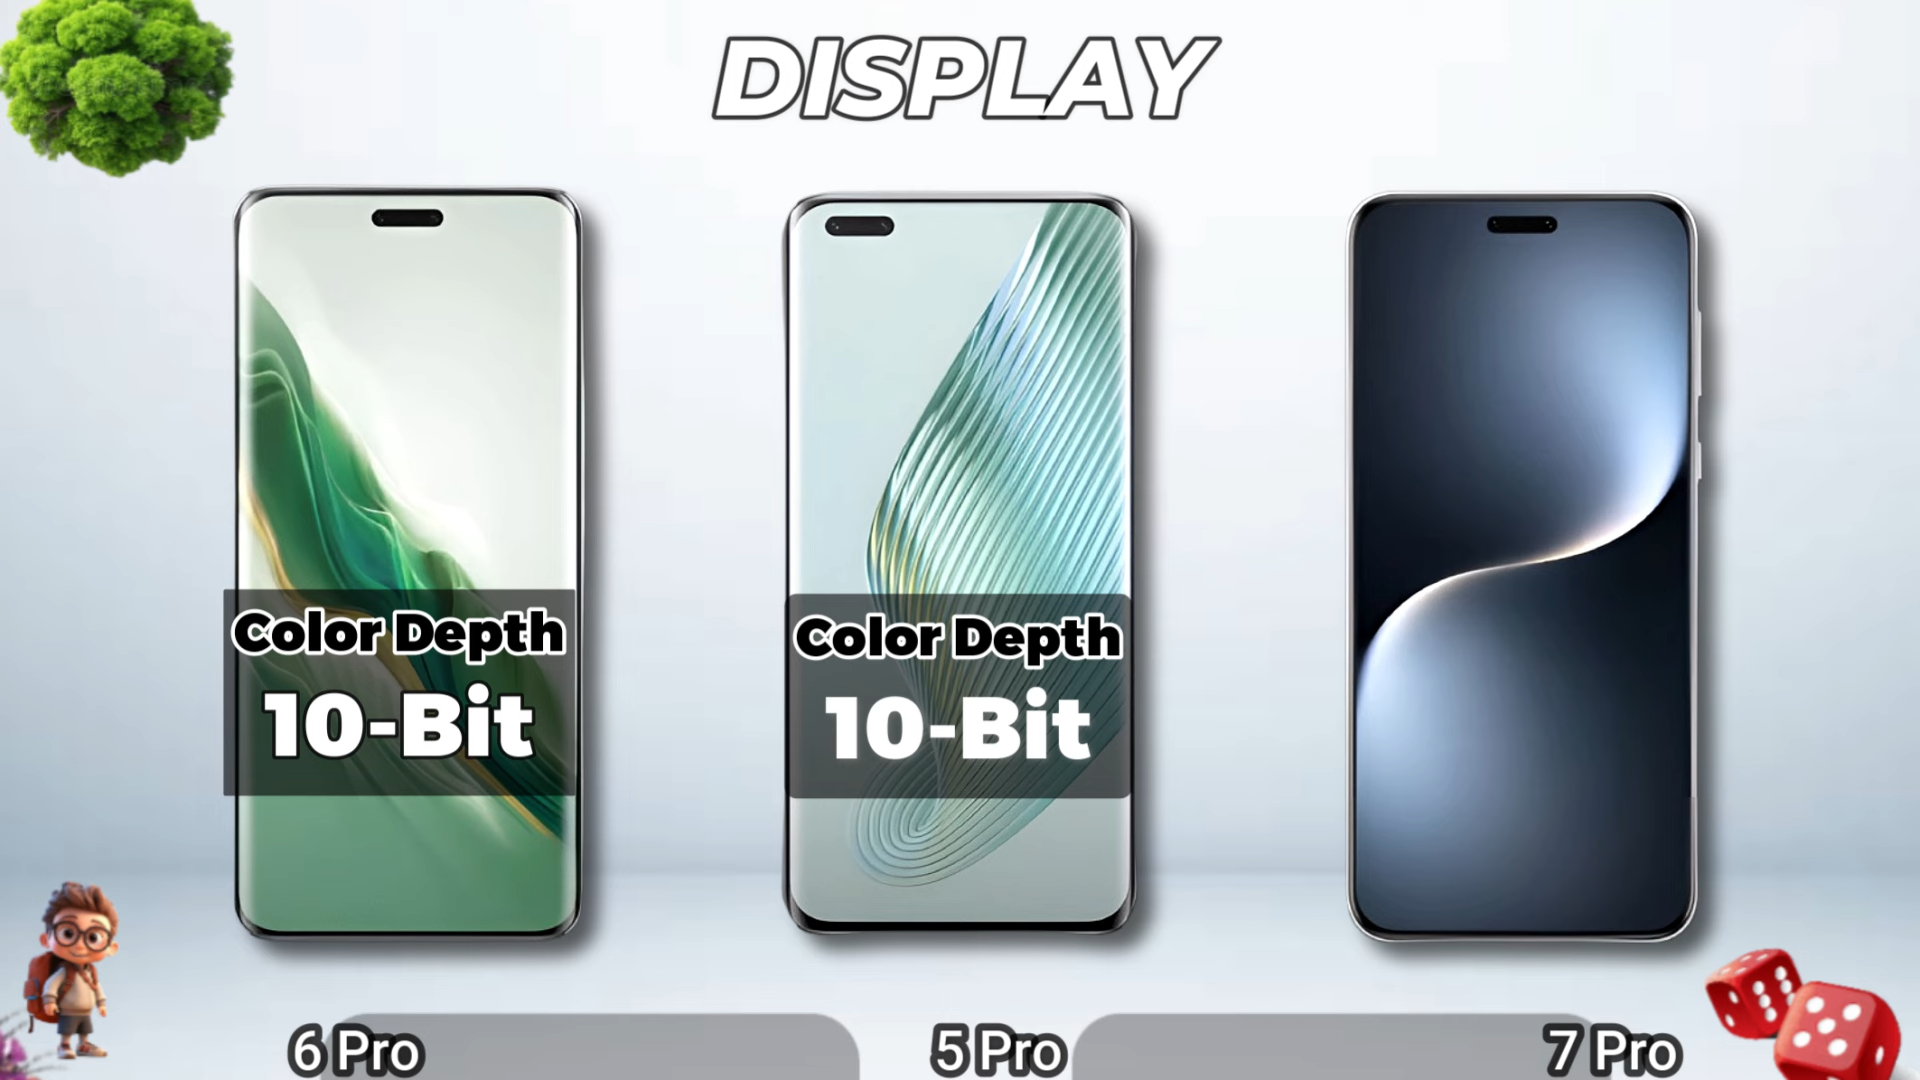 DISPLAY
Color Depth
10-Bit
Color Depth
10-Bit
6 Pro
5 Pro
7 Pro